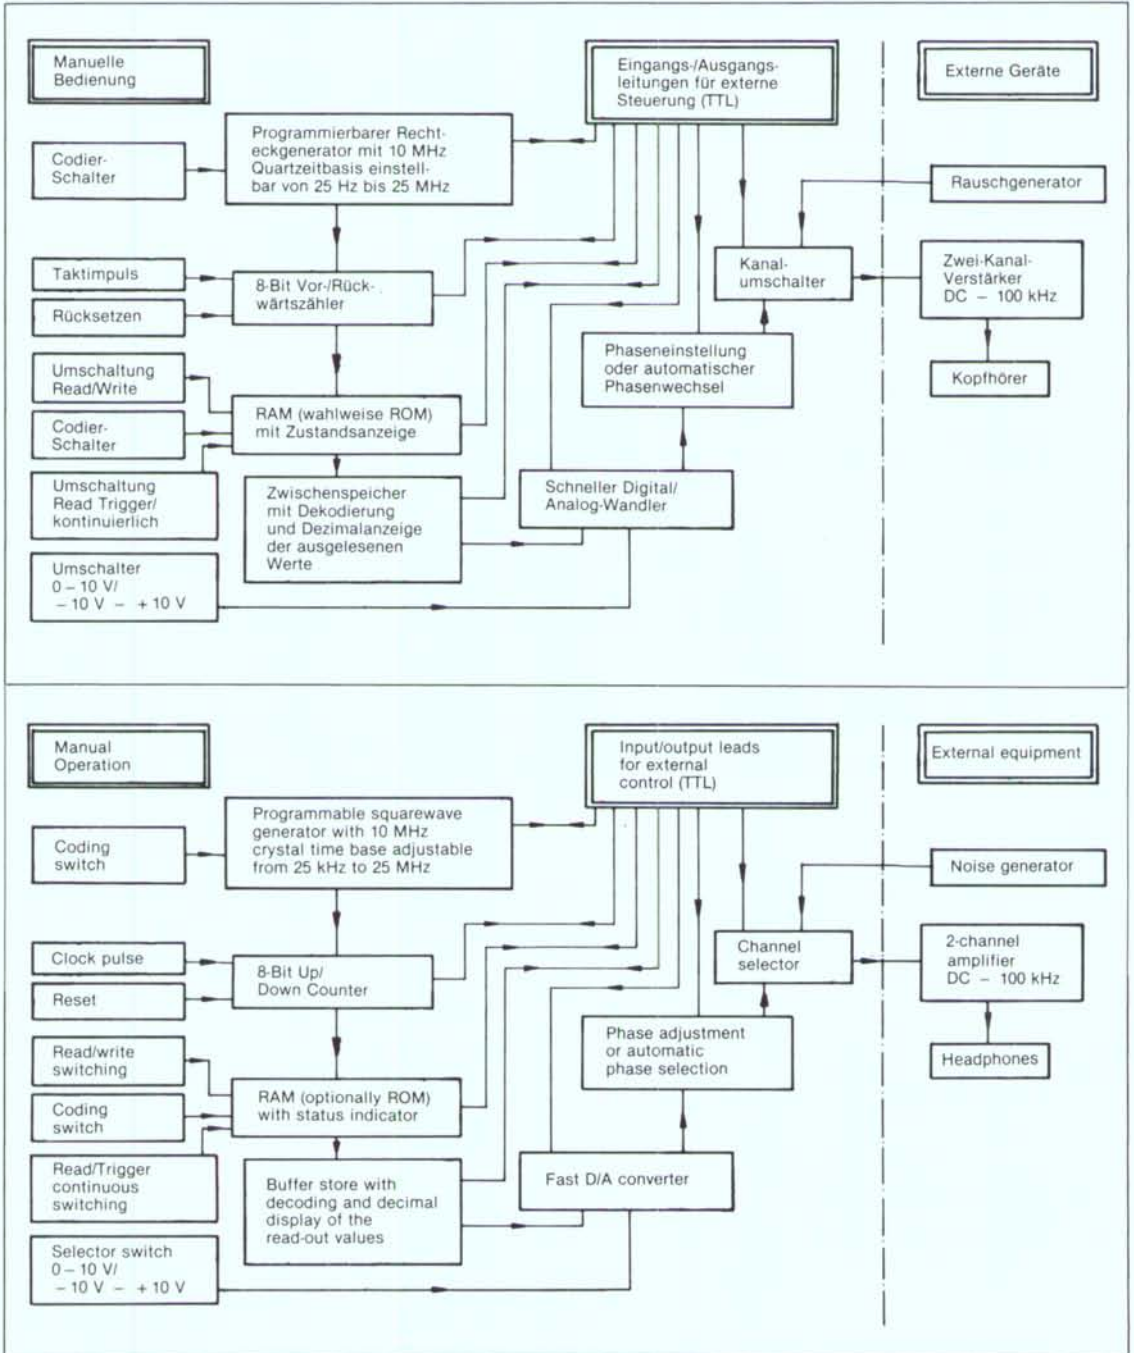 Manuelle
Bedienung
Eingangs-/Ausgangs-
leitungen für externe
Steuerung (TTL)
Externe Geräte
Programmierbarer Recht-
eckgenerator mit 10 MHz
Quartzeitbasis einstell-
bar von 25 Hz bis 25 MHz
Codier-
Schalter
Rauschgenerator
Taktimpuls
Rücksetzen
8-Bit Vor-/Rück-
wärtszähler
Kanal-
umschalter
Zwei-Kanal-
Verstärker
DC – 100 kHz
Umschaltung
Read/Write
Codier-
Schalter
Umschaltung
Read Trigger/
kontinuierlich
RAM (wahlweise ROM)
mit Zustandsanzeige
Phaseneinstellung
oder automatischer
Phasenwechsel
Kopfhörer
Zwischenspeicher
mit Dekodierung
und Dezimalanzeige
der ausgelesenen
Werte
Schneller Digital/
Analog-Wandler
Umschalter
0 – 10 V/
– 10 V – + 10 V
Manual
Operation
Input/output leads
for external
control (TTL)
External equipment
Programmable squarewave
generator with 10 MHz
crystal time base adjustable
from 25 kHz to 25 MHz
Coding
switch
Noise generator
Clock pulse
Reset
8-Bit Up/
Down Counter
Channel
selector
2-channel
amplifier
DC – 100 kHz
Read/write
switching
Coding
switch
Read/Trigger
continuous
switching
RAM (optionally ROM)
with status indicator
Phase adjustment
or automatic
phase selection
Headphones
Buffer store with
decoding and decimal
display of the
read-out values
Fast D/A converter
Selector switch
0 – 10 V/
– 10 V – + 10 V